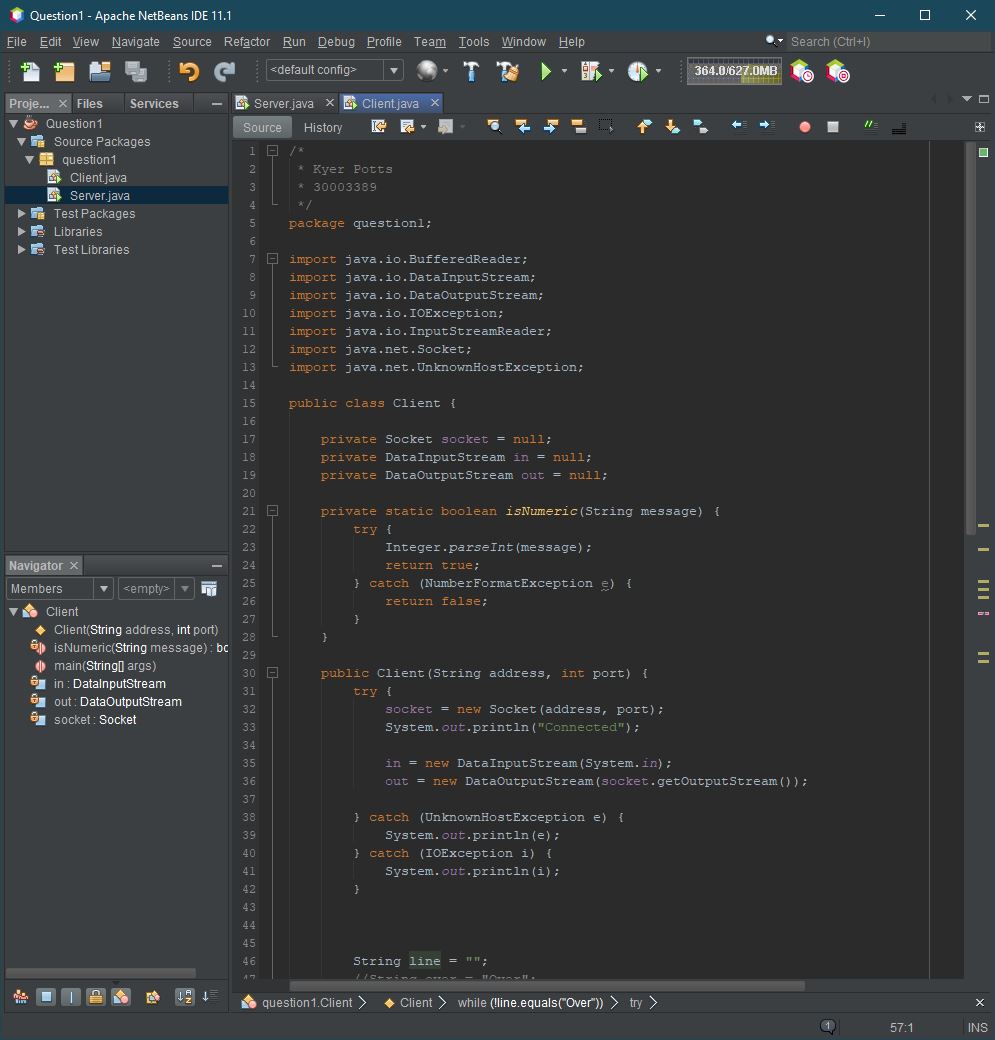 Question1 - Apache NetBeans IDE 11.1
File Edit View Navigate Source Refactor Run Debug Profile Team Tools Window Help
Search (Ctrl+I)
<default config>
364.0/627.0MB
Proje... Files Services
Question1
Source Packages
question1
Client.java
Server.java
Test Packages
Libraries
Test Libraries
Navigator
Members <empty>
Client
Client(String address, int port)
isNumeric(String message) : bo
main(String[] args)
in : DataInputStream
out : DataOutputStream
socket : Socket
Server.java Client.java
Source History
1 /*
2 * Kyer Potts
3 * 30003389
4 */
5 package question1;
6
7 import java.io.BufferedReader;
8 import java.io.DataInputStream;
9 import java.io.DataOutputStream;
10 import java.io.IOException;
11 import java.io.InputStreamReader;
12 import java.net.Socket;
13 import java.net.UnknownHostException;
14
15 public class Client {
16
17 private Socket socket = null;
18 private DataInputStream in = null;
19 private DataOutputStream out = null;
20
21 private static boolean isNumeric(String message) {
22 try {
23 Integer.parseInt(message);
24 return true;
25 } catch (NumberFormatException e) {
26 return false;
27 }
28 }
29
30 public Client(String address, int port) {
31 try {
32 socket = new Socket(address, port);
33 System.out.println("Connected");
34
35 in = new DataInputStream(System.in);
36 out = new DataOutputStream(socket.getOutputStream());
37
38 } catch (UnknownHostException e) {
39 System.out.println(e);
40 } catch (IOException i) {
41 System.out.println(i);
42 }
43
44
45
46 String line = "";
47 //String over = "Over";
question1.Client Client while (!line.equals("Over")) try
1 57:1 INS